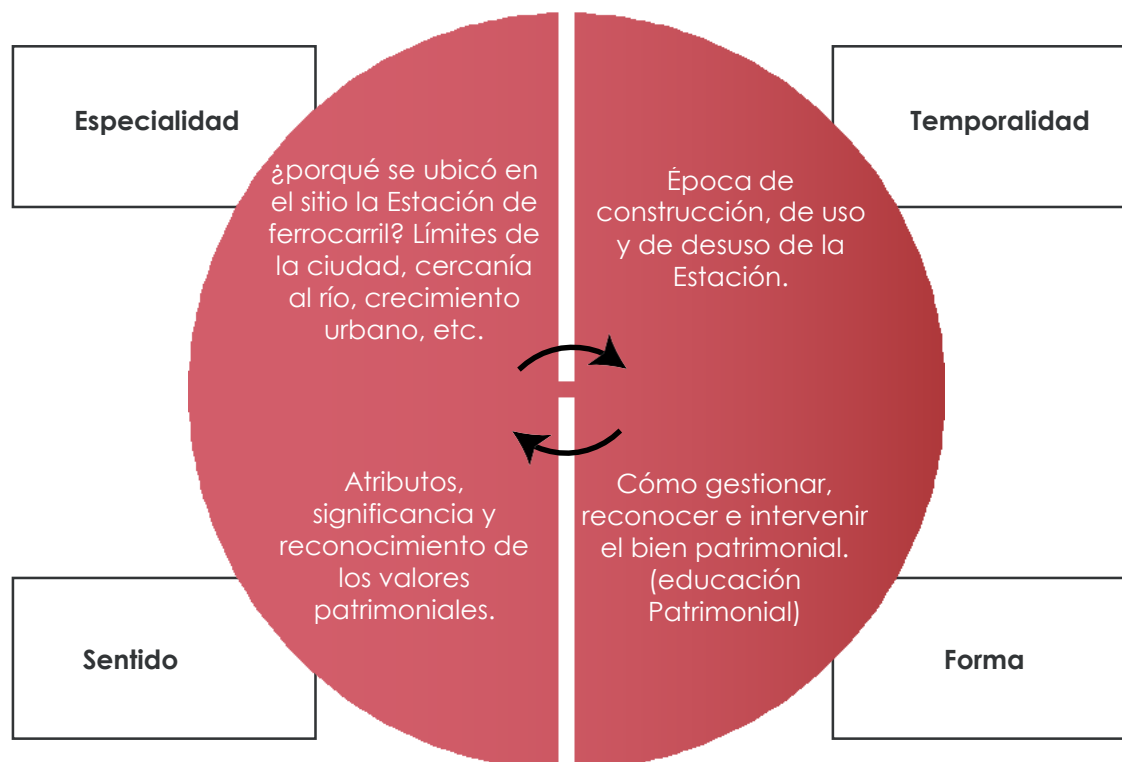 Especialidad
¿porqué se ubicó en
el sitio la Estación de
ferrocarril? Límites de
la ciudad, cercanía
al río, crecimiento
urbano, etc.
Temporalidad
Época de
construcción, de uso
y de desuso de la
Estación.
Sentido
Atributos,
significancia y
reconocimiento de
los valores
patrimoniales.
Forma
Cómo gestionar,
reconocer e intervenir
el bien patrimonial.
(educación
Patrimonial)